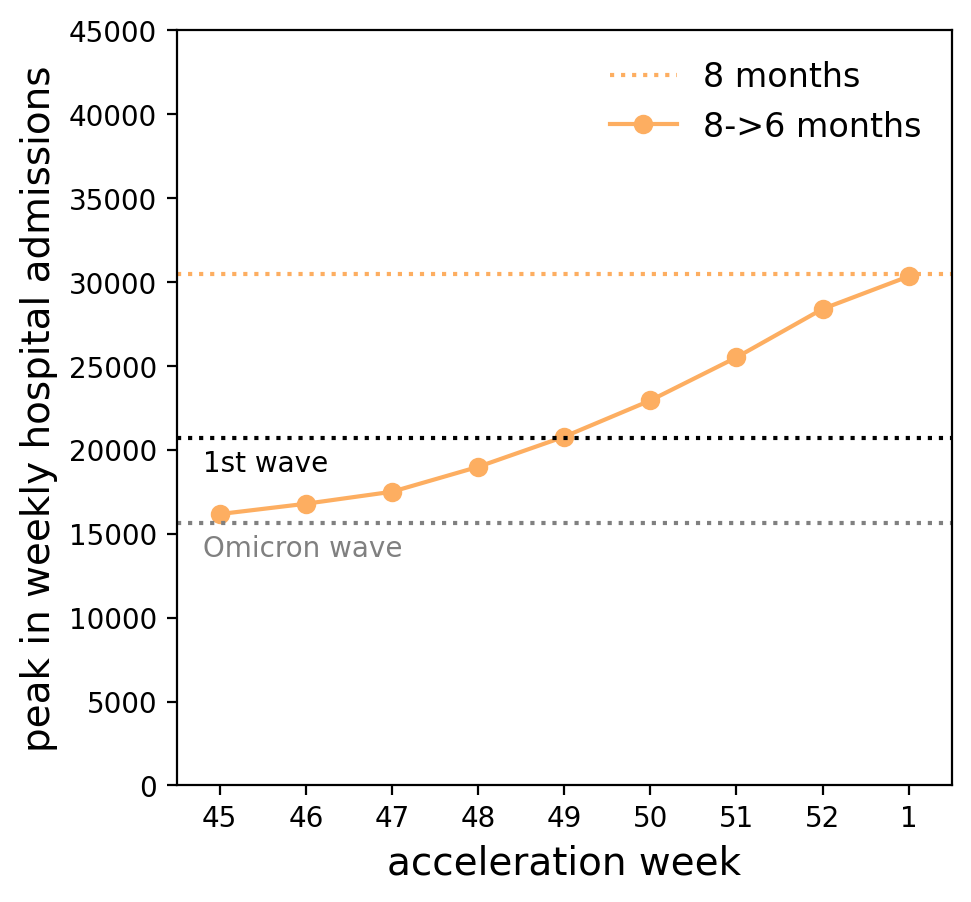 peak in weekly hospital admissions
45000
40000
35000
30000
25000
20000
15000
10000
5000
0
8 months
8->6 months
1st wave
Omicron wave
45 46 47 48 49 50 51 52 1
acceleration week